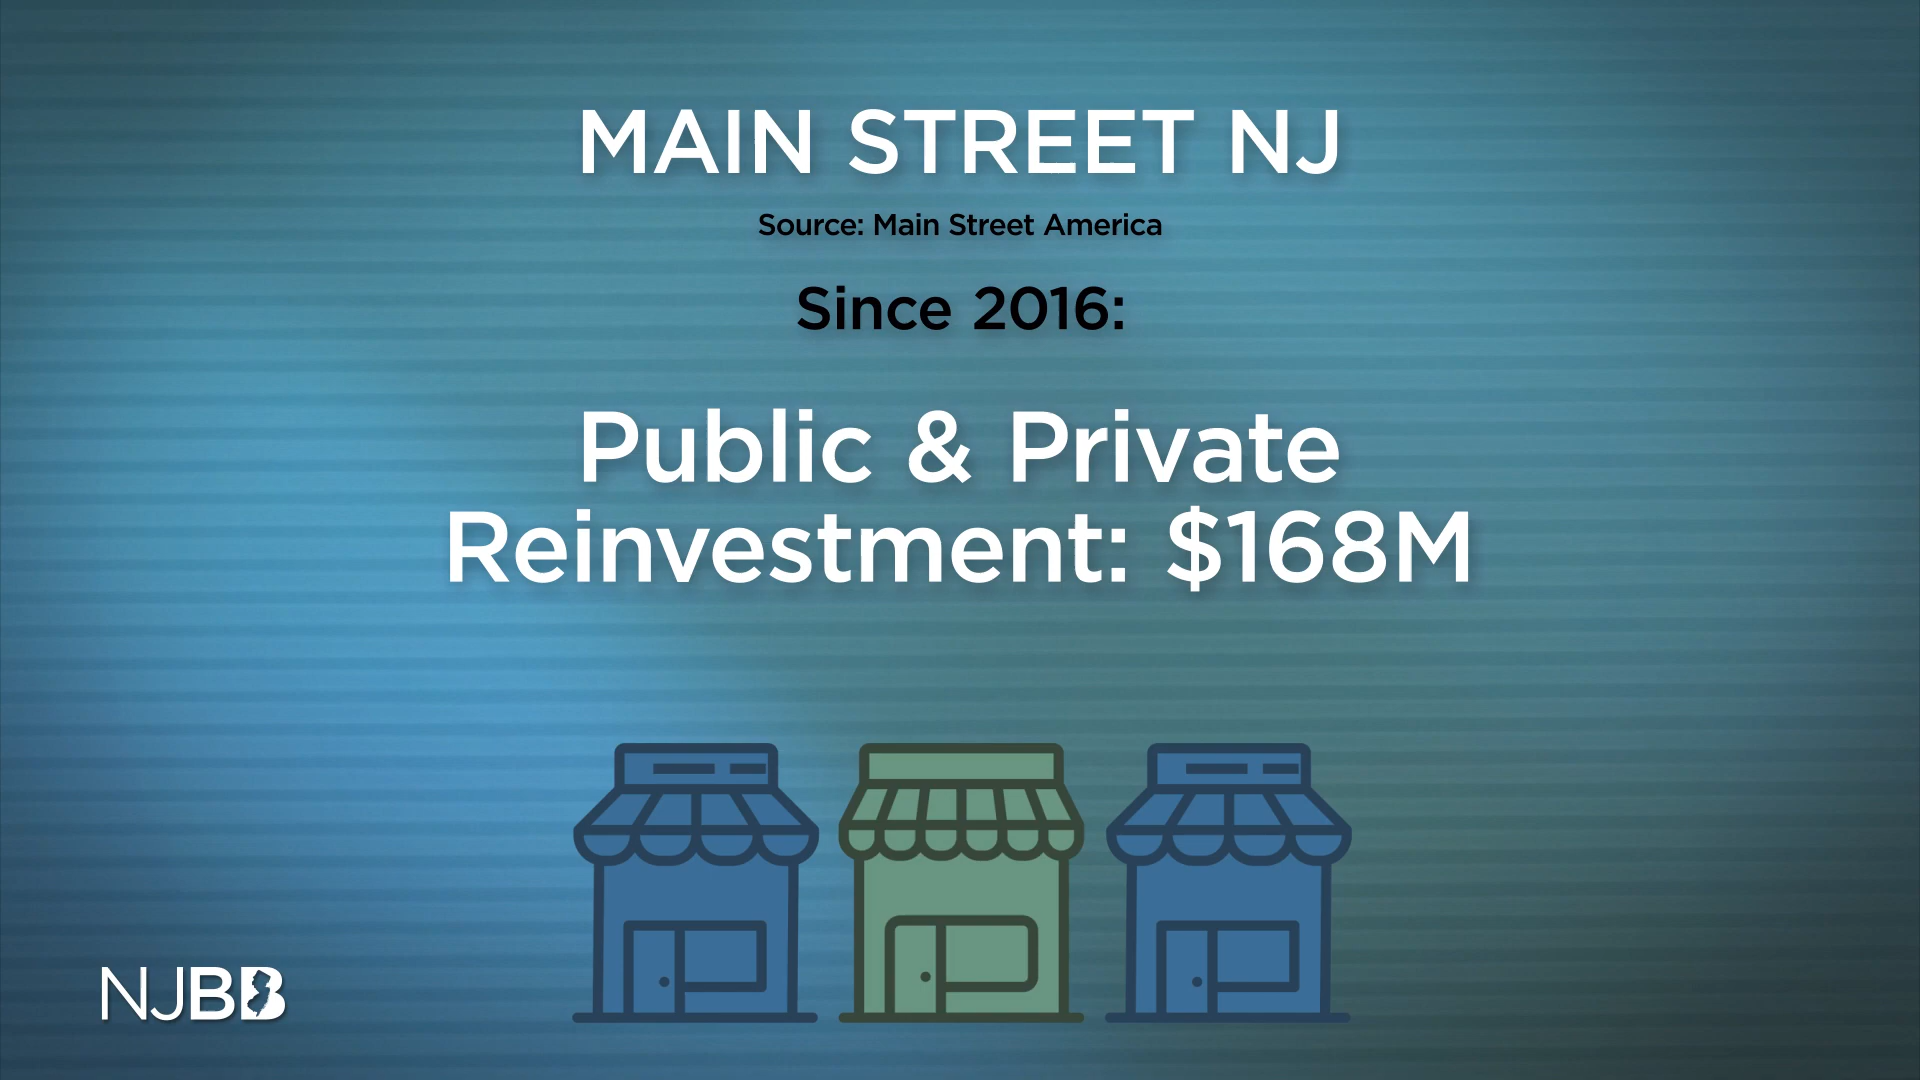 MAIN STREET NJ
Source: Main Street America
Since 2016:
Public & Private
Reinvestment: $168M
NJBB